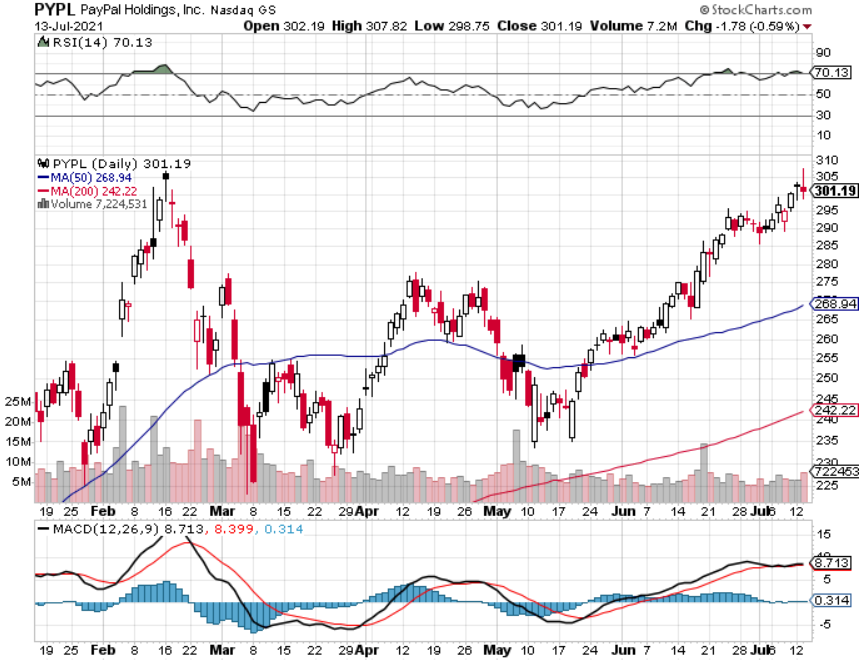 PYPL PayPal Holdings, Inc. Nasdaq GS
© StockCharts.com
13-Jul-2021
Open 302.19 High 307.82 Low 298.75 Close 301.19 Volume 7.2M Chg -1.78 (-0.59%)
RSI(14) 70.13
90
70.13
50
30
10
PYPL (Daily) 301.19
MA(50) 268.94
MA(200) 242.22
Volume 7,224,531
310
305
301.19
295
290
285
280
275
268.94
265
260
255
250
245
242.22
240
235
230
7224531
225
25M
20M
15M
10M
5M
19 25 Feb 8 16 22 Mar 8 15 22 29 Apr 12 19 26 May 10 17 24 Jun 7 14 21 28 Jul 6 12
MACD(12,26,9) 8.713, 8.399, 0.314
15
10
8.713
5
0.314
-5
19 25 Feb 8 16 22 Mar 8 15 22 29 Apr 12 19 26 May 10 17 24 Jun 7 14 21 28 Jul 6 12